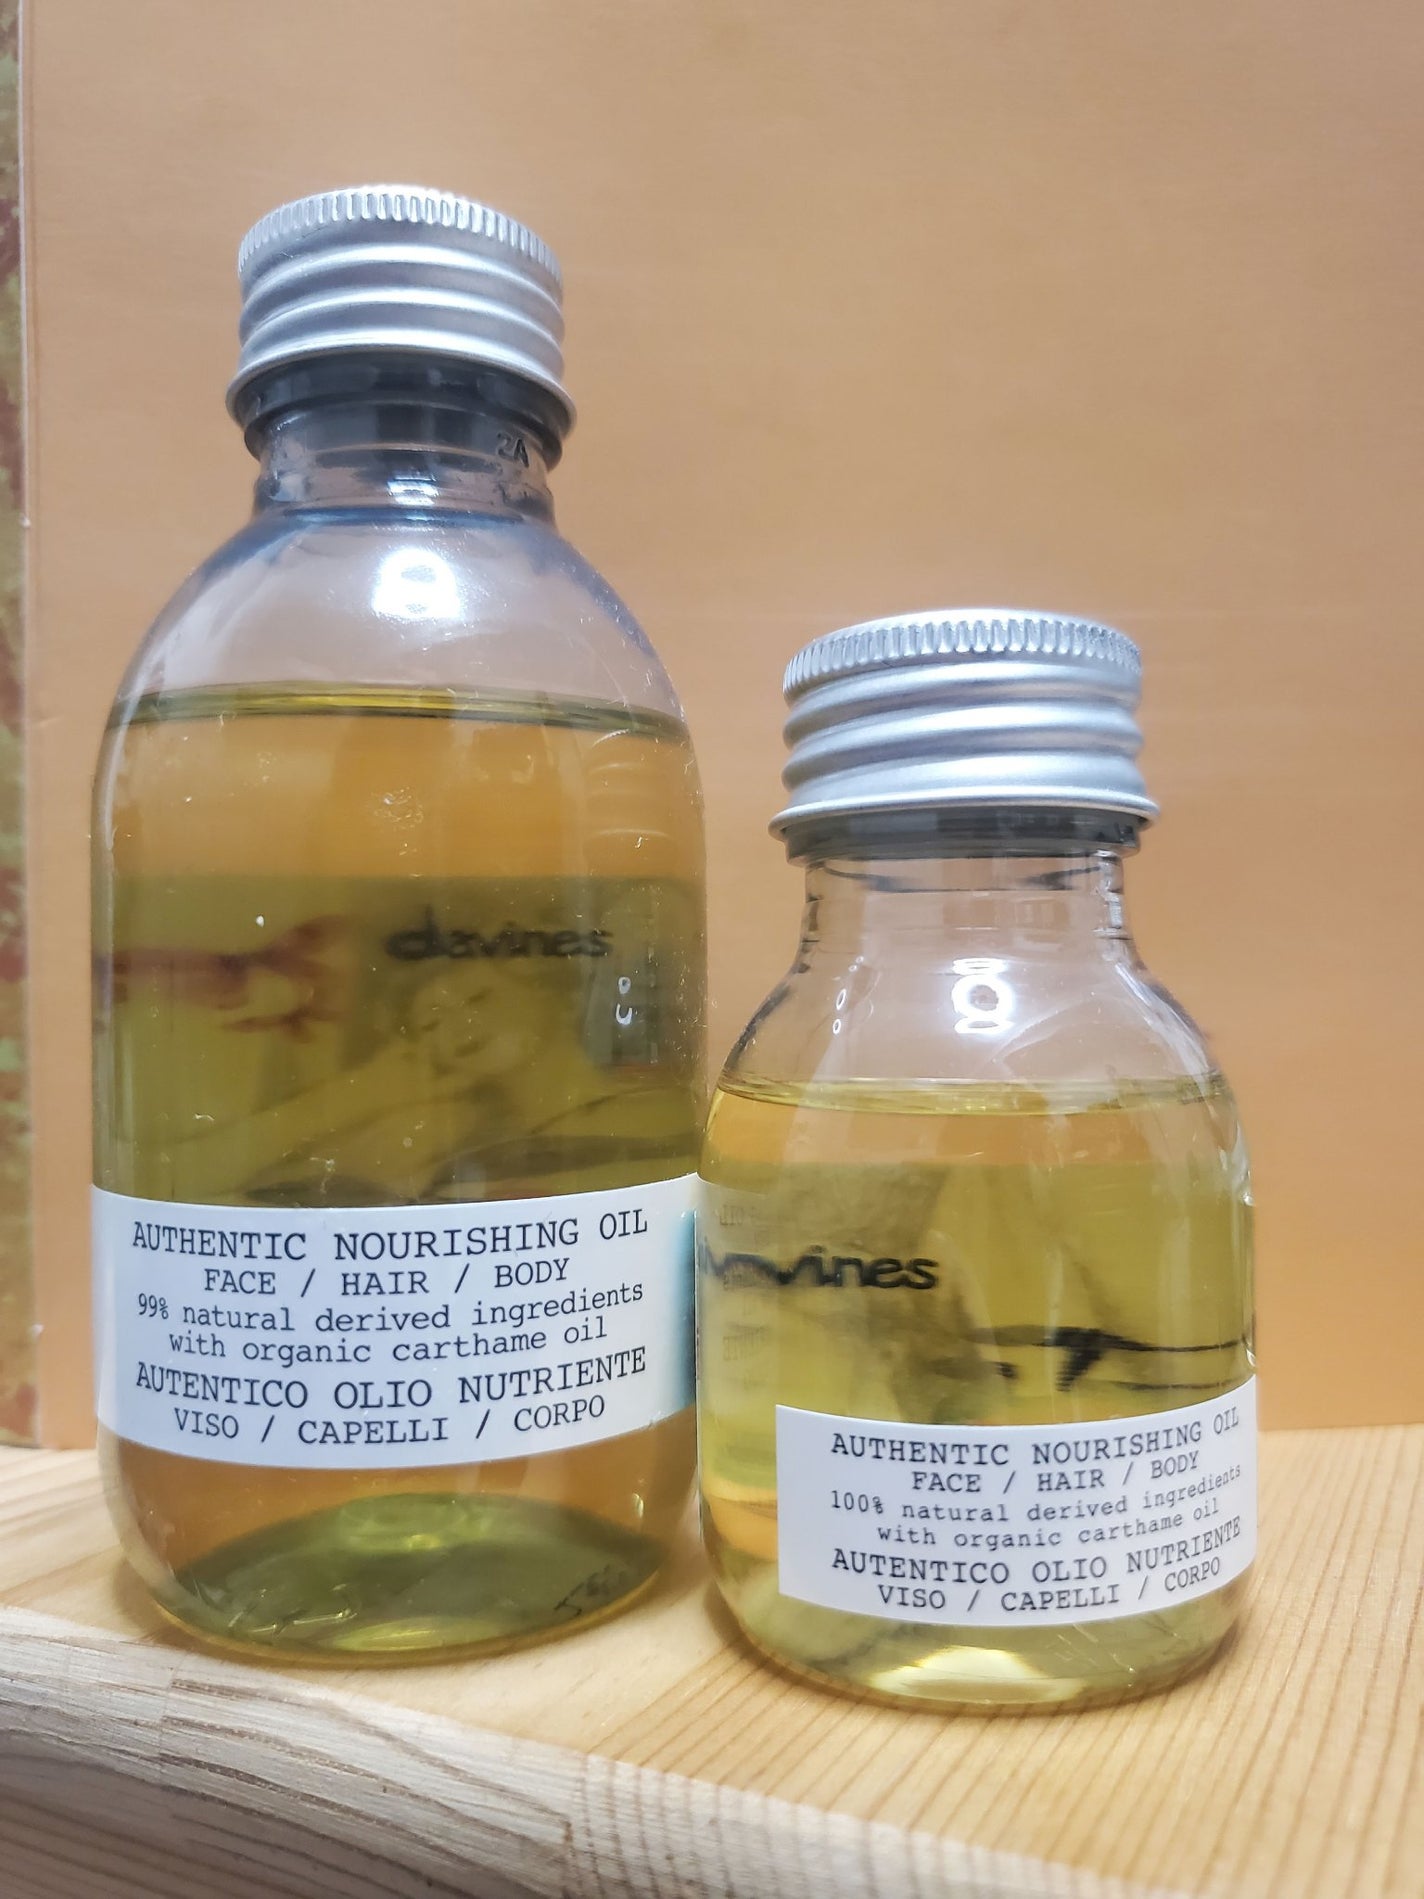 2A
davines
AUTHENTIC NOURISHING OIL
FACE / HAIR / BODY
99% natural derived ingredients
with organic carthame oil
AUTENTICO OLIO NUTRIENTE
VISO / CAPELLI / CORPO
AUTHENTIC NOURISHING OIL
FACE / HAIR / BODY
100% natural derived ingredients
with organic carthame oil
AUTENTICO OLIO NUTRIENTE
VISO / CAPELLI / CORPO